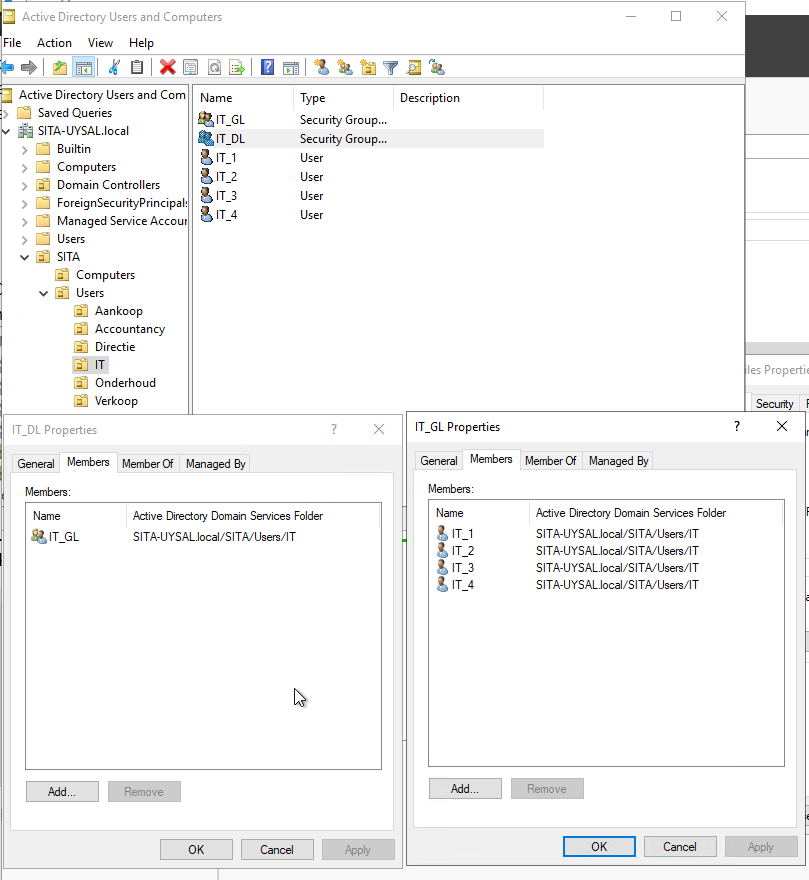 Active Directory Users and Computers
File Action View Help
Active Directory Users and Com
Saved Queries
SITA-UYSAL.local
Builtin
Computers
Domain Controllers
ForeignSecurityPrincipals
Managed Service Accour
Users
SITA
Computers
Users
Aankoop
Accountancy
Directie
IT
Onderhoud
Verkoop
Name Type Description
IT_GL Security Group...
IT_DL Security Group...
IT_1 User
IT_2 User
IT_3 User
IT_4 User
iles Properti
Security
IT_DL Properties ?
General Members Member Of Managed By
Members:
Name Active Directory Domain Services Folder
IT_GL SITA-UYSAL.local/SITA/Users/IT
Add... Remove
OK Cancel Apply
IT_GL Properties ?
General Members Member Of Managed By
Members:
Name Active Directory Domain Services Folder
IT_1 SITA-UYSAL.local/SITA/Users/IT
IT_2 SITA-UYSAL.local/SITA/Users/IT
IT_3 SITA-UYSAL.local/SITA/Users/IT
IT_4 SITA-UYSAL.local/SITA/Users/IT
Add... Remove
OK Cancel Apply